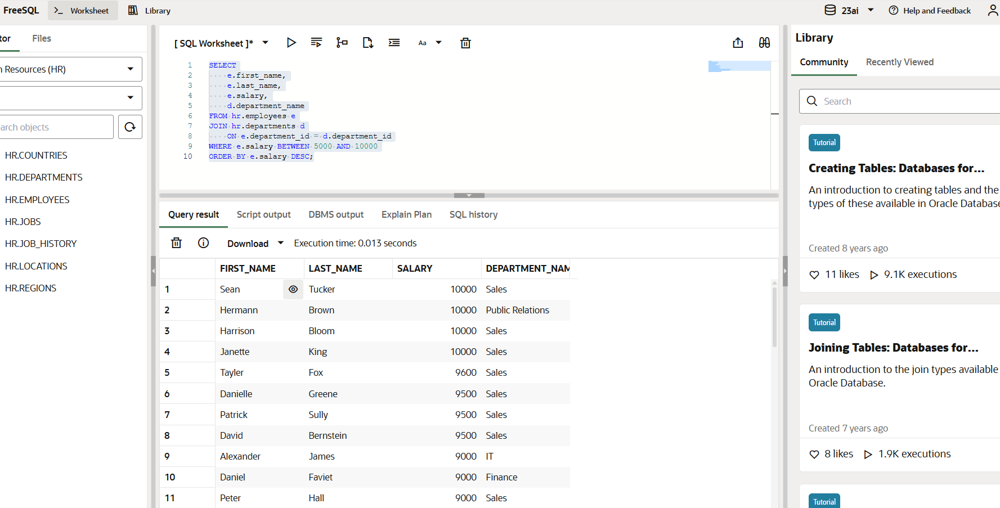 FreeSQL
Worksheet
Library
23ai
Help and Feedback
tor
Files
n Resources (HR)
arch objects
HR.COUNTRIES
HR.DEPARTMENTS
HR.EMPLOYEES
HR.JOBS
HR.JOB_HISTORY
HR.LOCATIONS
HR.REGIONS
[ SQL Worksheet ]*
Aa
1 SELECT
2 e.first_name,
3 e.last_name,
4 e.salary,
5 d.department_name
6 FROM hr.employees e
7 JOIN hr.departments d
8 ON e.department_id = d.department_id
9 WHERE e.salary BETWEEN 5000 AND 10000
10 ORDER BY e.salary DESC;
Query result
Script output
DBMS output
Explain Plan
SQL history
Download
Execution time: 0.013 seconds
FIRST_NAME LAST_NAME SALARY DEPARTMENT_NAM
1 Sean Tucker 10000 Sales
2 Hermann Brown 10000 Public Relations
3 Harrison Bloom 10000 Sales
4 Janette King 10000 Sales
5 Tayler Fox 9600 Sales
6 Danielle Greene 9500 Sales
7 Patrick Sully 9500 Sales
8 David Bernstein 9500 Sales
9 Alexander James 9000 IT
10 Daniel Faviet 9000 Finance
11 Peter Hall 9000 Sales
Library
Community
Recently Viewed
Search
Tutorial
Creating Tables: Databases for...
An introduction to creating tables and the
types of these available in Oracle Database
Created 8 years ago
11 likes
9.1K executions
Tutorial
Joining Tables: Databases for...
An introduction to the join types available
Oracle Database.
Created 7 years ago
8 likes
1.9K executions
Tutorial